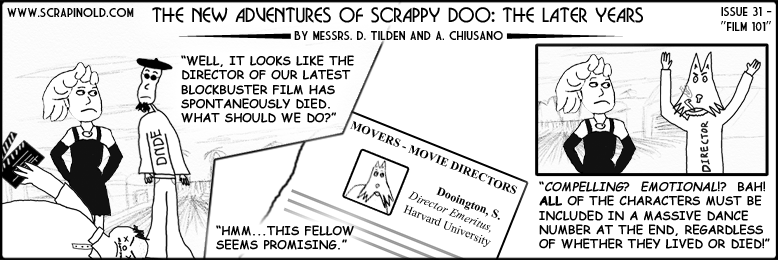 WWW.SCRAPINOLD.COM
THE NEW ADVENTURES OF SCRAPPY DOO: THE LATER YEARS
ISSUE 31 -
"FILM 101"
BY MESSRS. D. TILDEN AND A. CHIUSANO
"WELL, IT LOOKS LIKE THE
DIRECTOR OF OUR LATEST
BLOCKBUSTER FILM HAS
SPONTANEOUSLY DIED.
WHAT SHOULD WE DO?"
DUDE
MOVERS - MOVIE DIRECTORS
Dooington, S.
Director Emeritus,
Harvard University
"HMM...THIS FELLOW
SEEMS PROMISING."
DIRECTOR
"COMPELLING? EMOTIONAL!? BAH!
ALL OF THE CHARACTERS MUST BE
INCLUDED IN A MASSIVE DANCE
NUMBER AT THE END, REGARDLESS
OF WHETHER THEY LIVED OR DIED!"